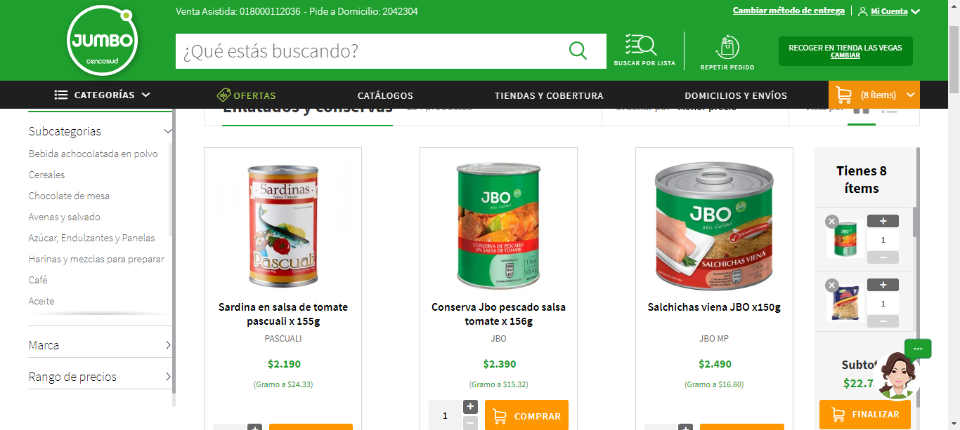 Venta Asistida: 018000112036 - Pide a Domicilio: 2042304
Cambiar método de entrega
Mi Cuenta
JUMBO
cencosud
¿Qué estás buscando?
BUSCAR POR LISTA
REPETIR PEDIDO
RECOGER EN TIENDA LAS VEGAS
CAMBIAR
CATEGORÍAS
OFERTAS
CATÁLOGOS
TIENDAS Y COBERTURA
DOMICILIOS Y ENVÍOS
(8 ítems)
Enlatados y conservas
Subcategorias
Bebida achocolatada en polvo
Cereales
Chocolate de mesa
Avenas y salvado
Azúcar, Endulzantes y Panelas
Harinas y mezclas para preparar
Café
Aceite
Marca
Rango de precios
Sardinas
Pascuali
Sardina en salsa de tomate
pascuali x 155g
PASCUALI
$2.190
(Gramo a $24.33)
JBO
CONSERVA DE PESCADO
EN SALSA DE TOMATE
Conserva Jbo pescado salsa
tomate x 156g
JBO
$2.390
(Gramo a $15.32)
1
COMPRAR
JBO
SALCHICHAS VIENA
Salchichas viena JBO x150g
JBO MP
$2.490
(Gramo a $16.60)
Tienes 8
ítems
1
1
$22.7
FINALIZAR